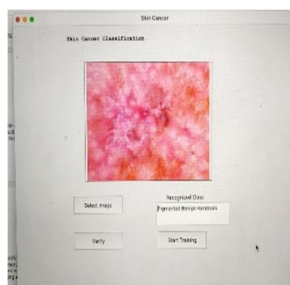 Skin Cancer
Skin Cancer Classification
Recognized Class
Select Image
Pigmented Benign Keratosis
Verify
Start Training